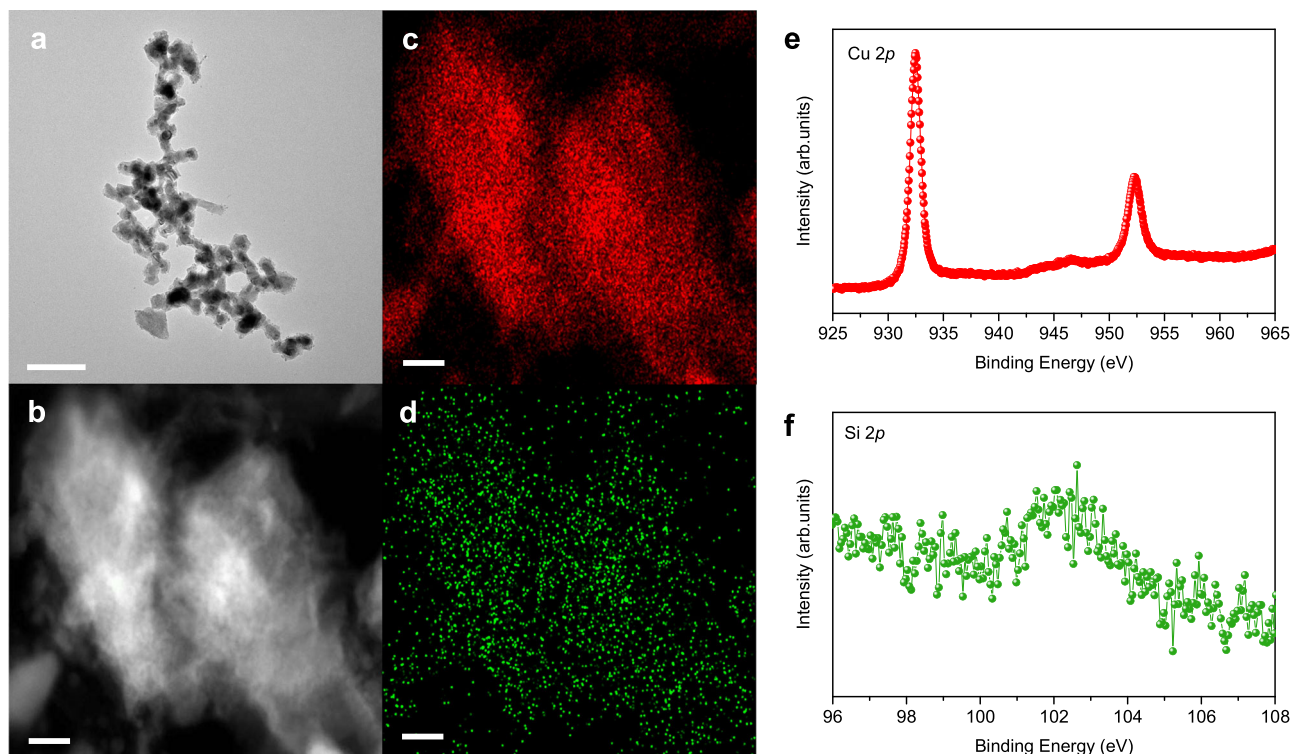 a
b
c
d
e
Cu 2p
Intensity (arb.units)
925 930 935 940 945 950 955 960 965
Binding Energy (eV)
f
Si 2p
Intensity (arb.units)
96 98 100 102 104 106 108
Binding Energy (eV)